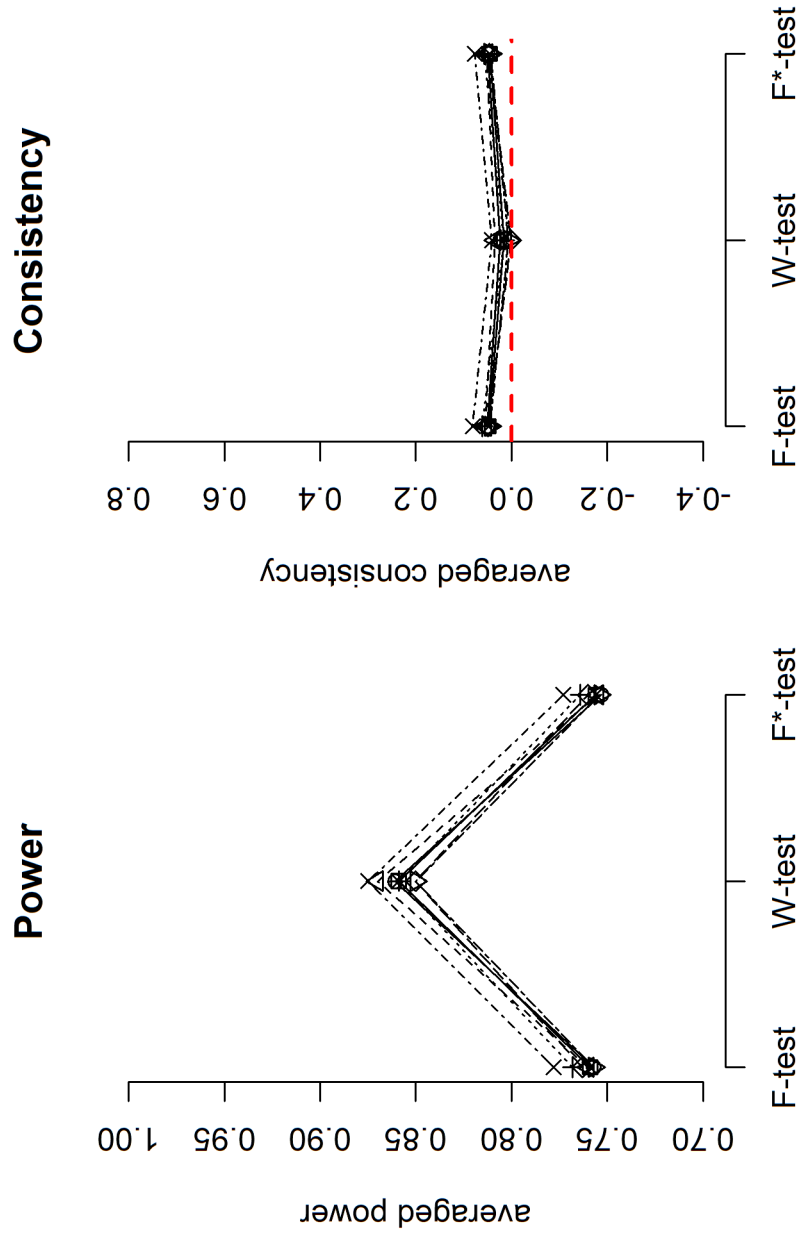 Power
averaged power
1.00
0.95
0.90
0.85
0.80
0.75
0.70
F-test
W-test
F*-test
Consistency
averaged consistency
0.8
0.6
0.4
0.2
0.0
-0.2
-0.4
F-test
W-test
F*-test